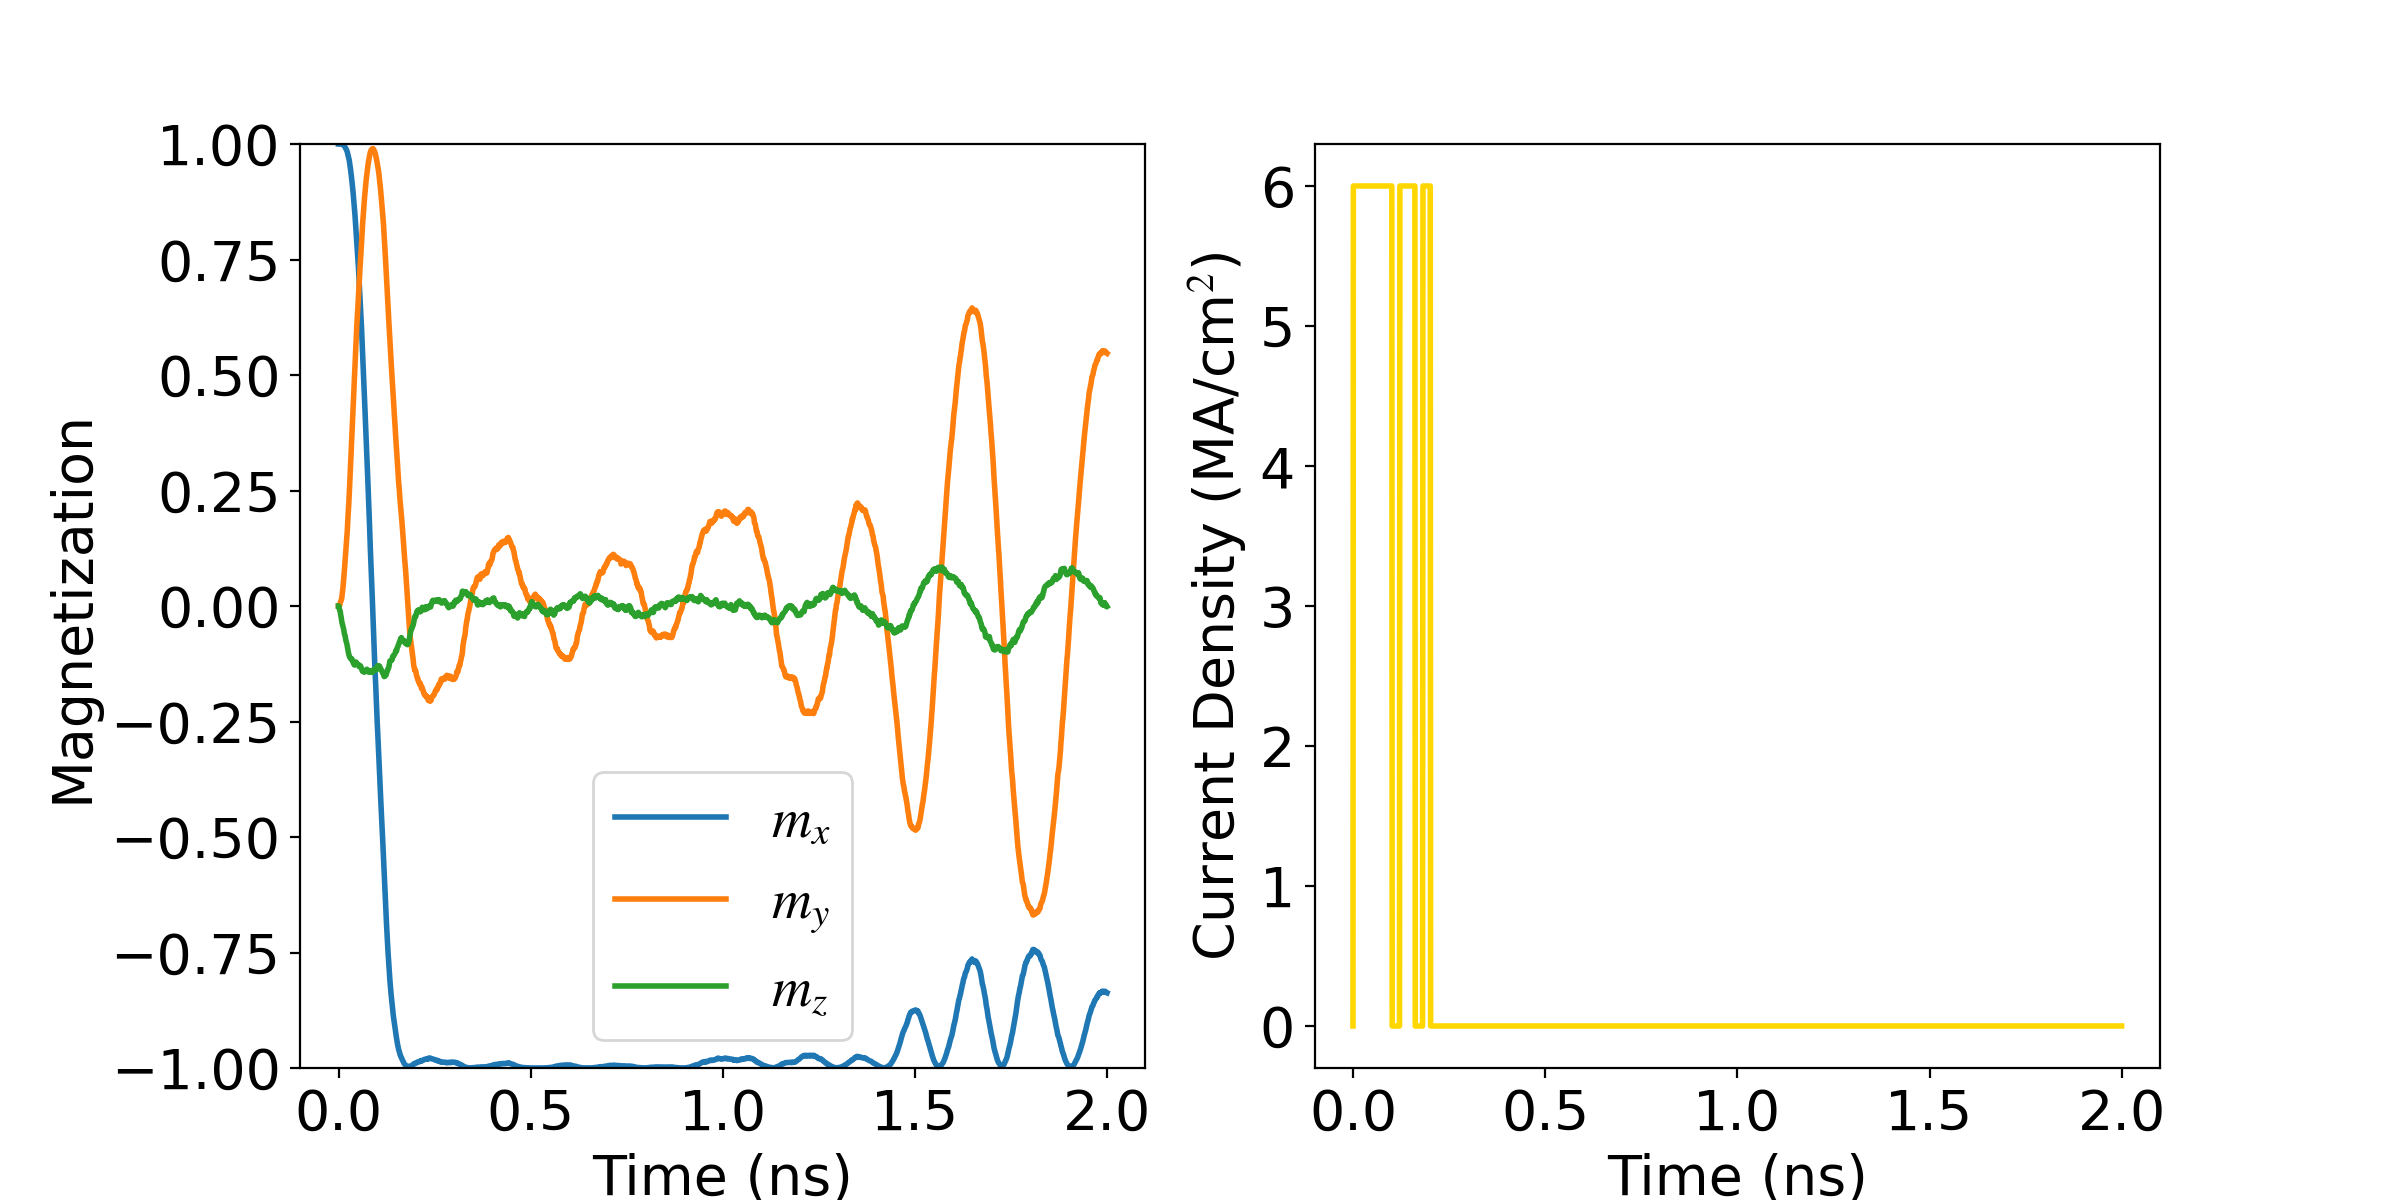 1.00
0.75
0.50
0.25
0.00
−0.25
−0.50
−0.75
−1.00
Magnetization
0.0 0.5 1.0 1.5 2.0
Time (ns)
m_x
m_y
m_z
6
5
4
3
2
1
0
Current Density (MA/cm²)
0.0 0.5 1.0 1.5 2.0
Time (ns)